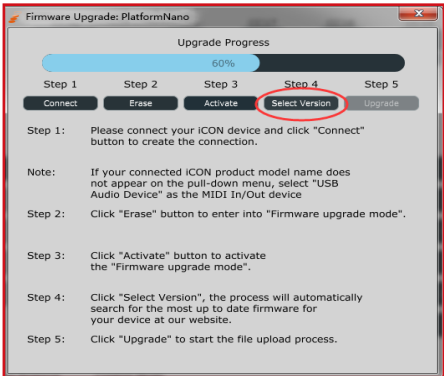 Firmware Upgrade: PlatformNano
Upgrade Progress
60%
Step 1 Step 2 Step 3 Step 4 Step 5
Connect Erase Activate Select Version Upgrade
Step 1: Please connect your iCON device and click "Connect"
button to create the connection.
Note: If your connected iCON product model name does
not appear on the pull-down menu, select "USB
Audio Device" as the MIDI In/Out device
Step 2: Click "Erase" button to enter into "Firmware upgrade mode".
Step 3: Click "Activate" button to activate
the "Firmware upgrade mode".
Step 4: Click "Select Version", the process will automatically
search for the most up to date firmware for
your device at our website.
Step 5: Click "Upgrade" to start the file upload process.